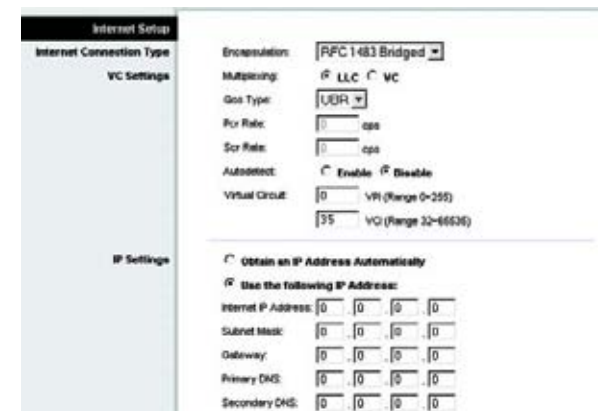 Internet Setup
Internet Connection Type
Encapsulation: RFC 1483 Bridged
VC Settings
Multiplexing: LLC VC
Qos Type: UBR
Pcr Rate: 0 cps
Scr Rate: 0 cps
Autodetect: Enable Disable
Virtual Circuit: 0 VPI (Range 0~255)
35 VCI (Range 32~65535)
IP Settings
Obtain an IP Address Automatically
Use the following IP Address:
Internet IP Address: 0 . 0 . 0 . 0
Subnet Mask: 0 . 0 . 0 . 0
Gateway: 0 . 0 . 0 . 0
Primary DNS: 0 . 0 . 0 . 0
Secondary DNS: 0 . 0 . 0 . 0